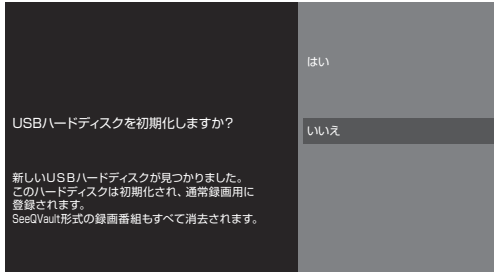 はい
USBハードディスクを初期化しますか？
いいえ
新しいUSBハードディスクが見つかりました。
このハードディスクは初期化され、通常録画用に
登録されます。
SeeQVault形式の録画番組もすべて消去されます。